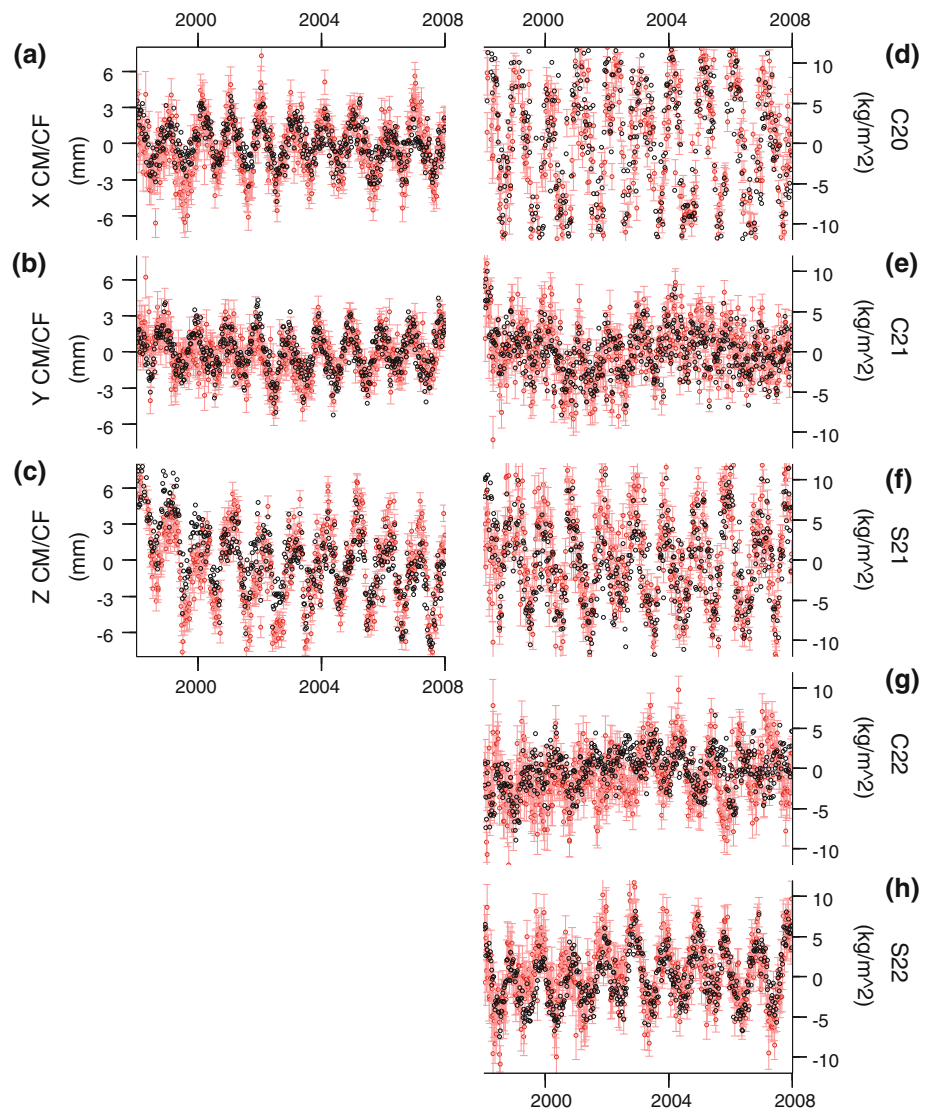 2000 2004 2008
2000 2004 2008
(a)
X CM/CF
(mm)
6
3
0
-3
-6
(d)
C20
(kg/m^2)
10
5
0
-5
-10
(b)
Y CM/CF
(mm)
6
3
0
-3
-6
(e)
C21
(kg/m^2)
10
5
0
-5
-10
(c)
Z CM/CF
(mm)
6
3
0
-3
-6
2000 2004 2008
(f)
S21
(kg/m^2)
10
5
0
-5
-10
(g)
C22
(kg/m^2)
10
5
0
-5
-10
(h)
S22
(kg/m^2)
10
5
0
-5
-10
2000 2004 2008